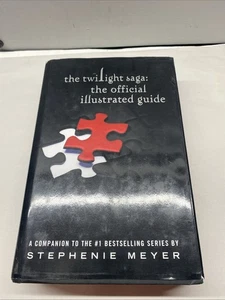 the twilight saga:
the official
illustrated guide
A COMPANION TO THE #1 BESTSELLING SERIES BY
STEPHENIE MEYER